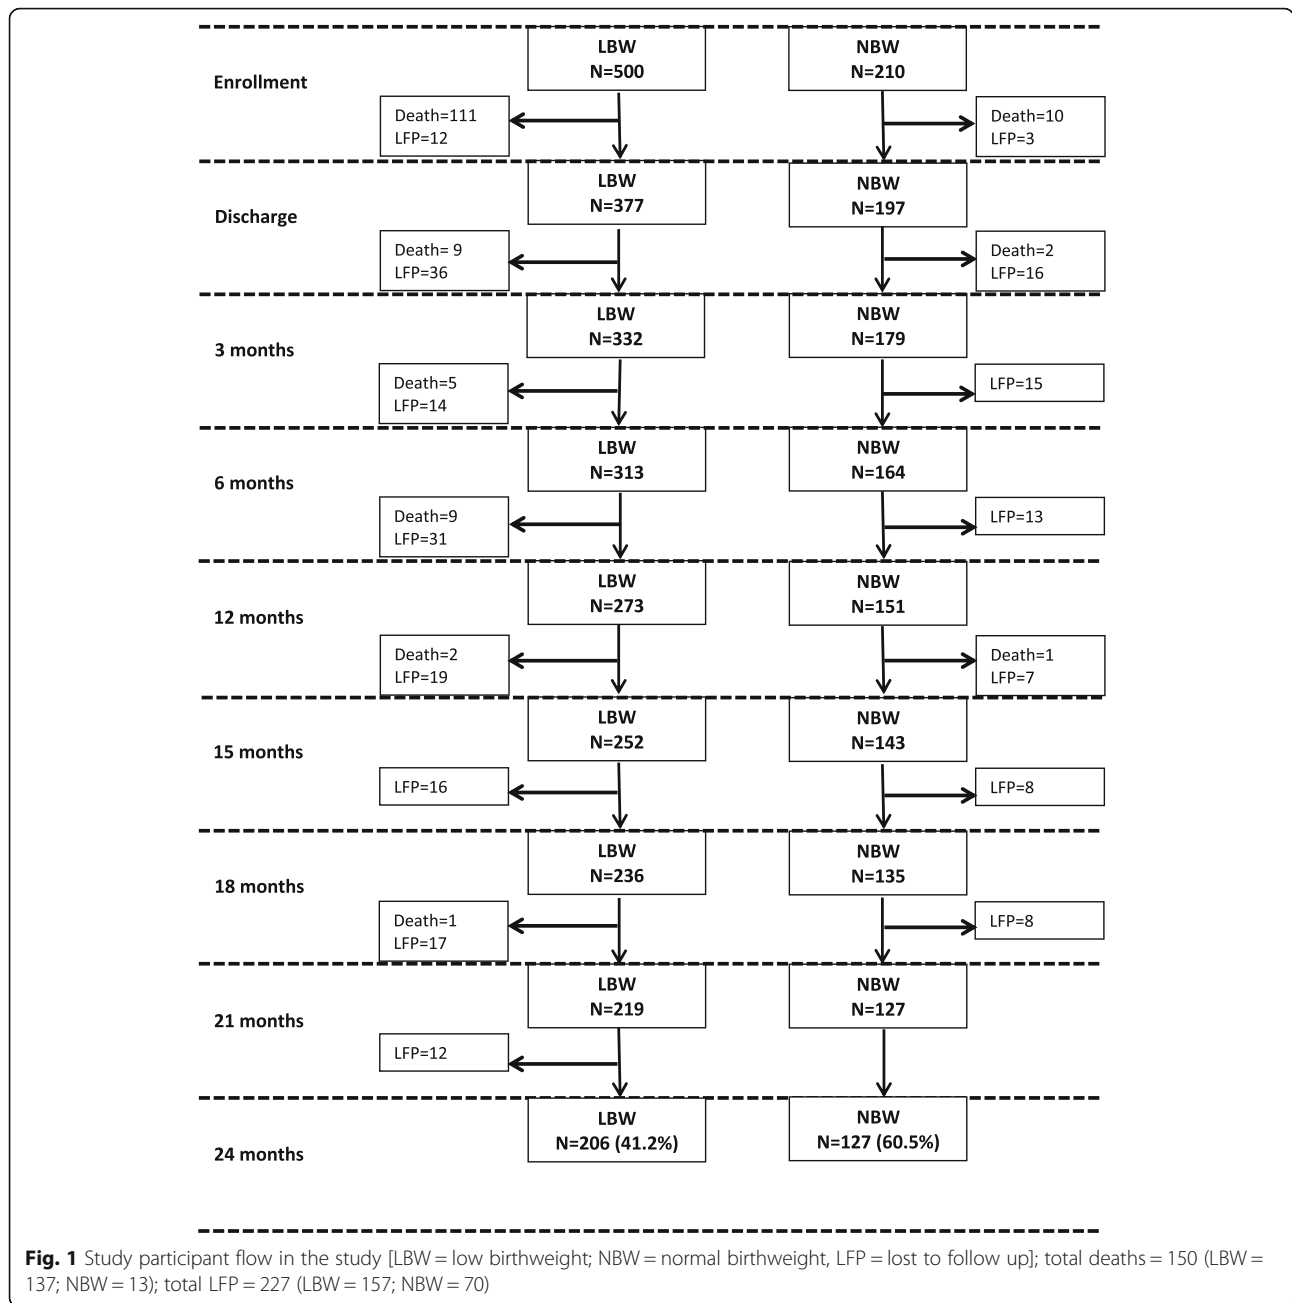 LBW
N=500
NBW
N=210
Enrollment
Death=111
LFP=12
Death=10
LFP=3
LBW
N=377
NBW
N=197
Discharge
Death= 9
LFP=36
Death=2
LFP=16
LBW
N=332
NBW
N=179
3 months
Death=5
LFP=14
LFP=15
LBW
N=313
NBW
N=164
6 months
Death=9
LFP=31
LFP=13
LBW
N=273
NBW
N=151
12 months
Death=2
LFP=19
Death=1
LFP=7
LBW
N=252
NBW
N=143
15 months
LFP=16
LFP=8
LBW
N=236
NBW
N=135
18 months
Death=1
LFP=17
LFP=8
LBW
N=219
NBW
N=127
21 months
LFP=12
LBW
N=206 (41.2%)
NBW
N=127 (60.5%)
24 months
Fig. 1 Study participant flow in the study [LBW = low birthweight; NBW = normal birthweight, LFP = lost to follow up]; total deaths = 150 (LBW =
137; NBW = 13); total LFP = 227 (LBW = 157; NBW = 70)